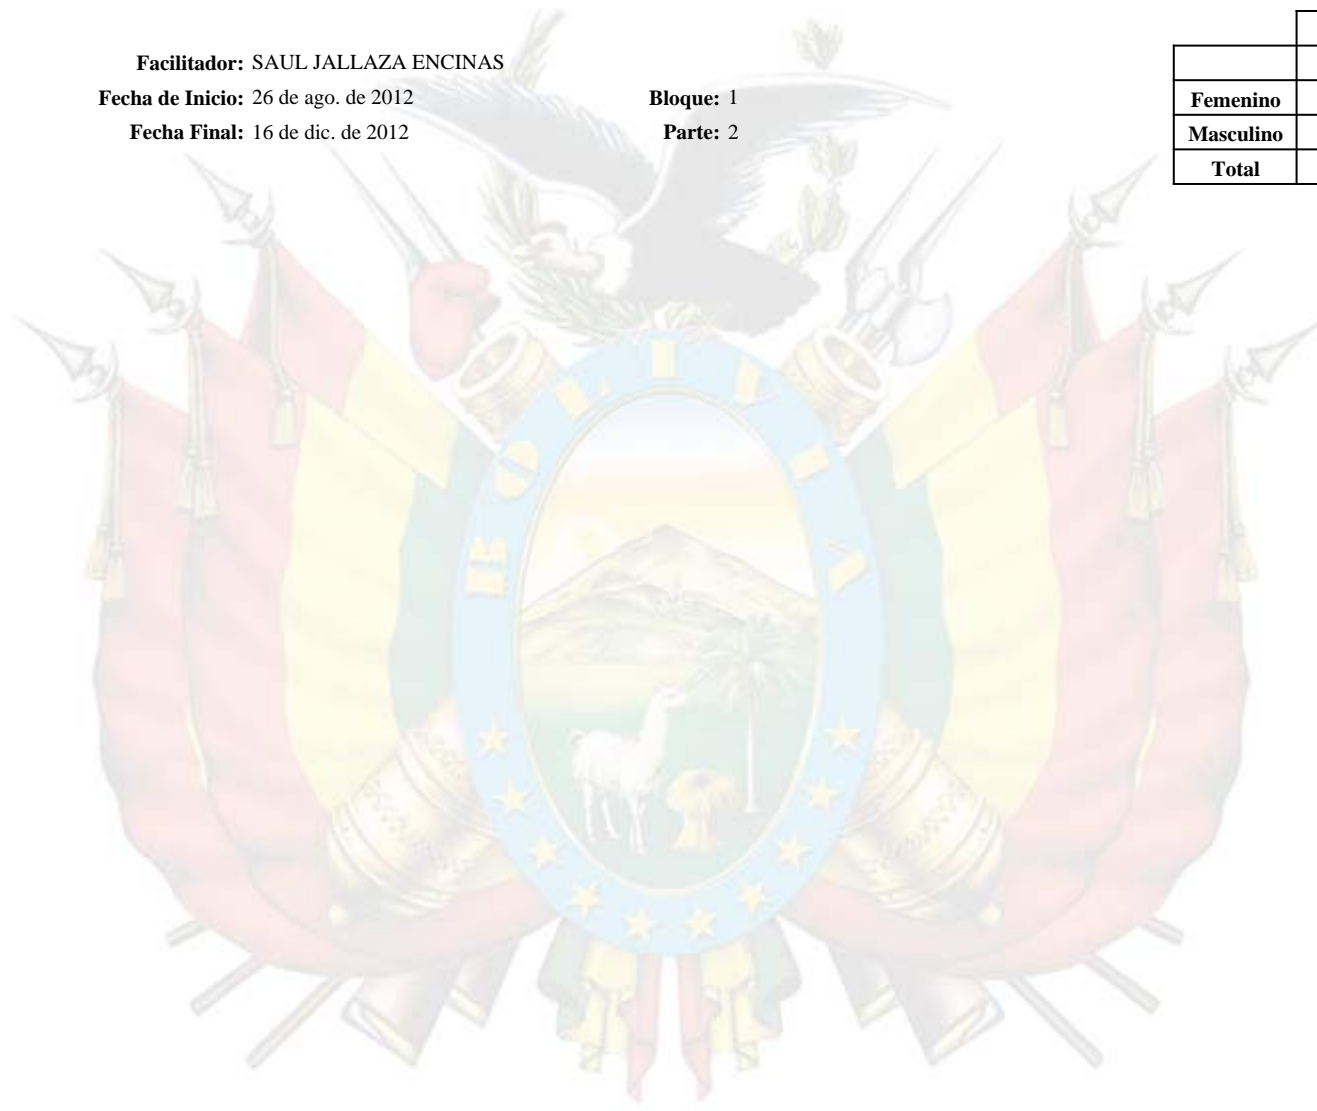 Facilitador: SAUL JALLAZA ENCINAS
Fecha de Inicio: 26 de ago. de 2012 Bloque: 1
Fecha Final: 16 de dic. de 2012 Parte: 2
Femenino
Masculino
Total
BOLIVIA